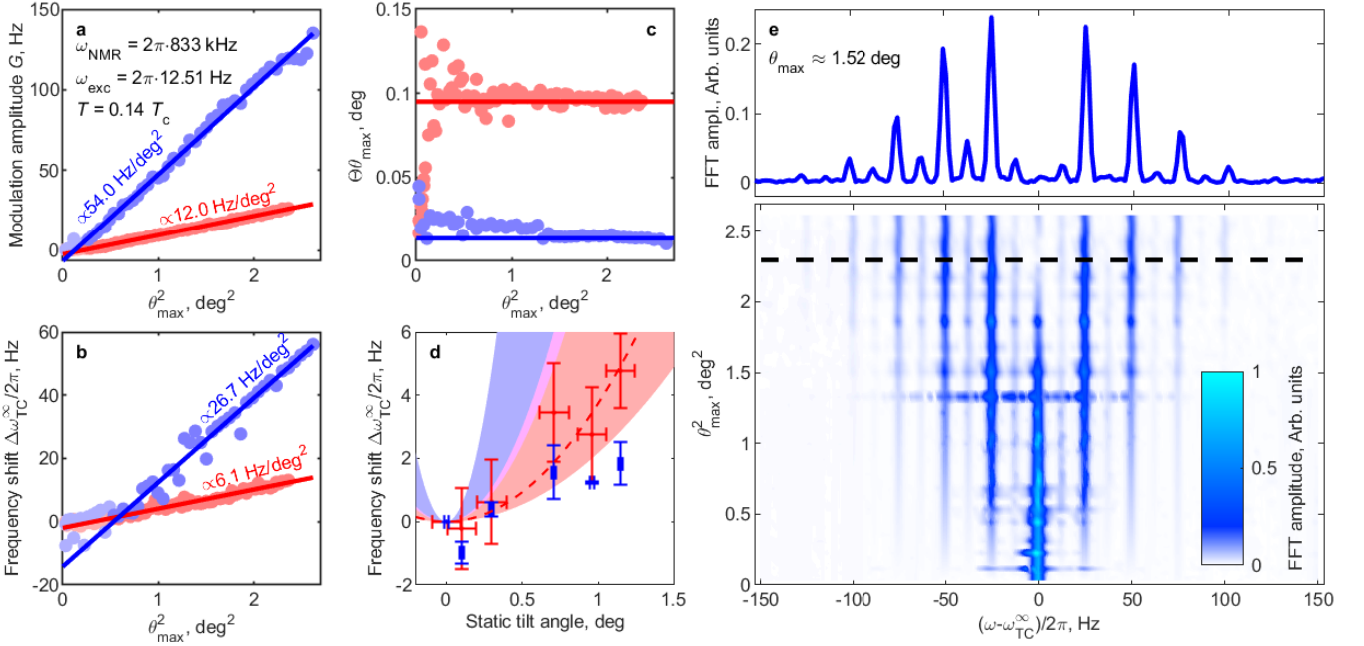 a
ω_NMR = 2π·833 kHz
ω_exc = 2π·12.51 Hz
T = 0.14 T_c
∝54.0 Hz/deg²
∝12.0 Hz/deg²
Modulation amplitude G, Hz
150
100
50
0
0 1 2
θ²_max, deg²
c
Θθ_max, deg
0.15
0.1
0.05
0
0 1 2
θ²_max, deg²
b
∝26.7 Hz/deg²
∝6.1 Hz/deg²
Frequency shift Δω^∞_TC/2π, Hz
60
40
20
0
-20
0 1 2
θ²_max, deg²
d
Frequency shift Δω^∞_TC/2π, Hz
6
4
2
0
-2
0 0.5 1 1.5
Static tilt angle, deg
e
θ_max ≈ 1.52 deg
FFT ampl., Arb. units
0.2
0.1
0
θ²_max, deg²
2.5
2
1.5
1
0.5
0
1
0.5
0
FFT amplitude, Arb. units
-150 -100 -50 0 50 100 150
(ω-ω^∞_TC)/2π, Hz